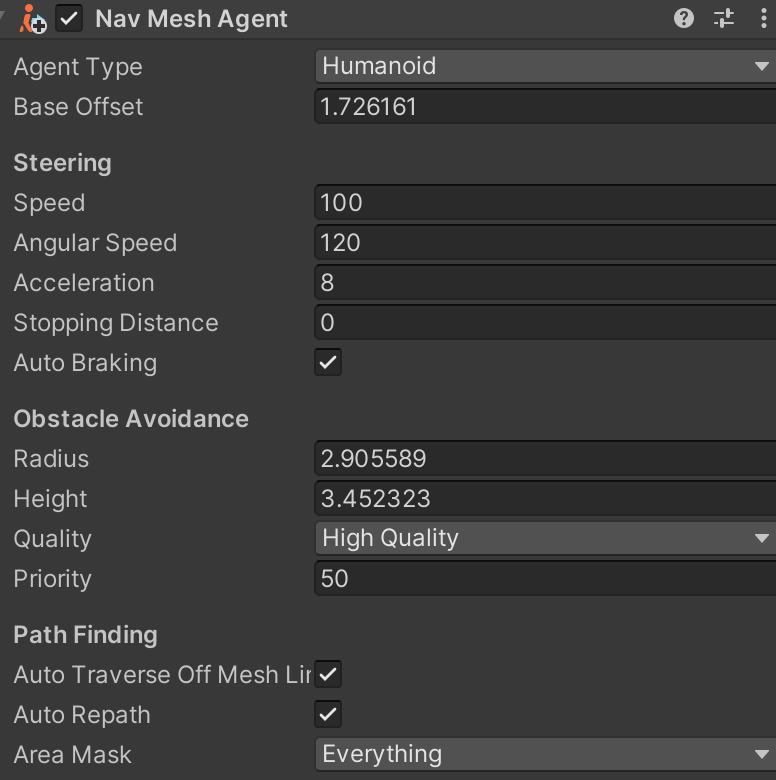 Nav Mesh Agent
Agent Type Humanoid
Base Offset 1.726161
Steering
Speed 100
Angular Speed 120
Acceleration 8
Stopping Distance 0
Auto Braking
Obstacle Avoidance
Radius 2.905589
Height 3.452323
Quality High Quality
Priority 50
Path Finding
Auto Traverse Off Mesh Lin
Auto Repath
Area Mask Everything